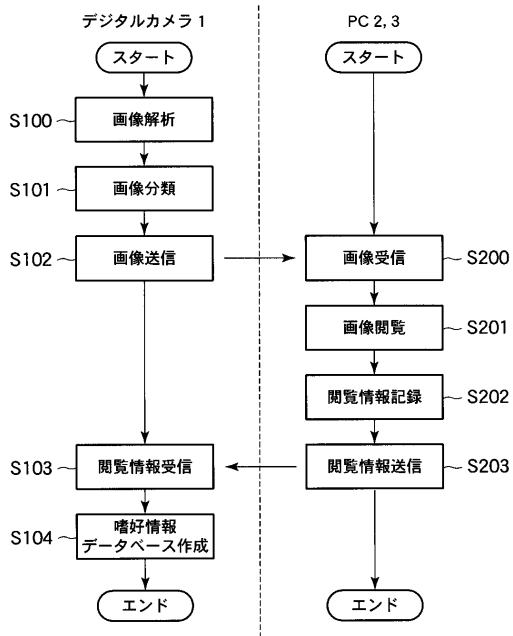 デジタルカメラ 1
PC 2, 3
スタート
スタート
S100
画像解析
S101
画像分類
S102
画像送信
画像受信
S200
画像閲覧
S201
閲覧情報記録
S202
S103
閲覧情報受信
閲覧情報送信
S203
S104
嗜好情報
データベース作成
エンド
エンド